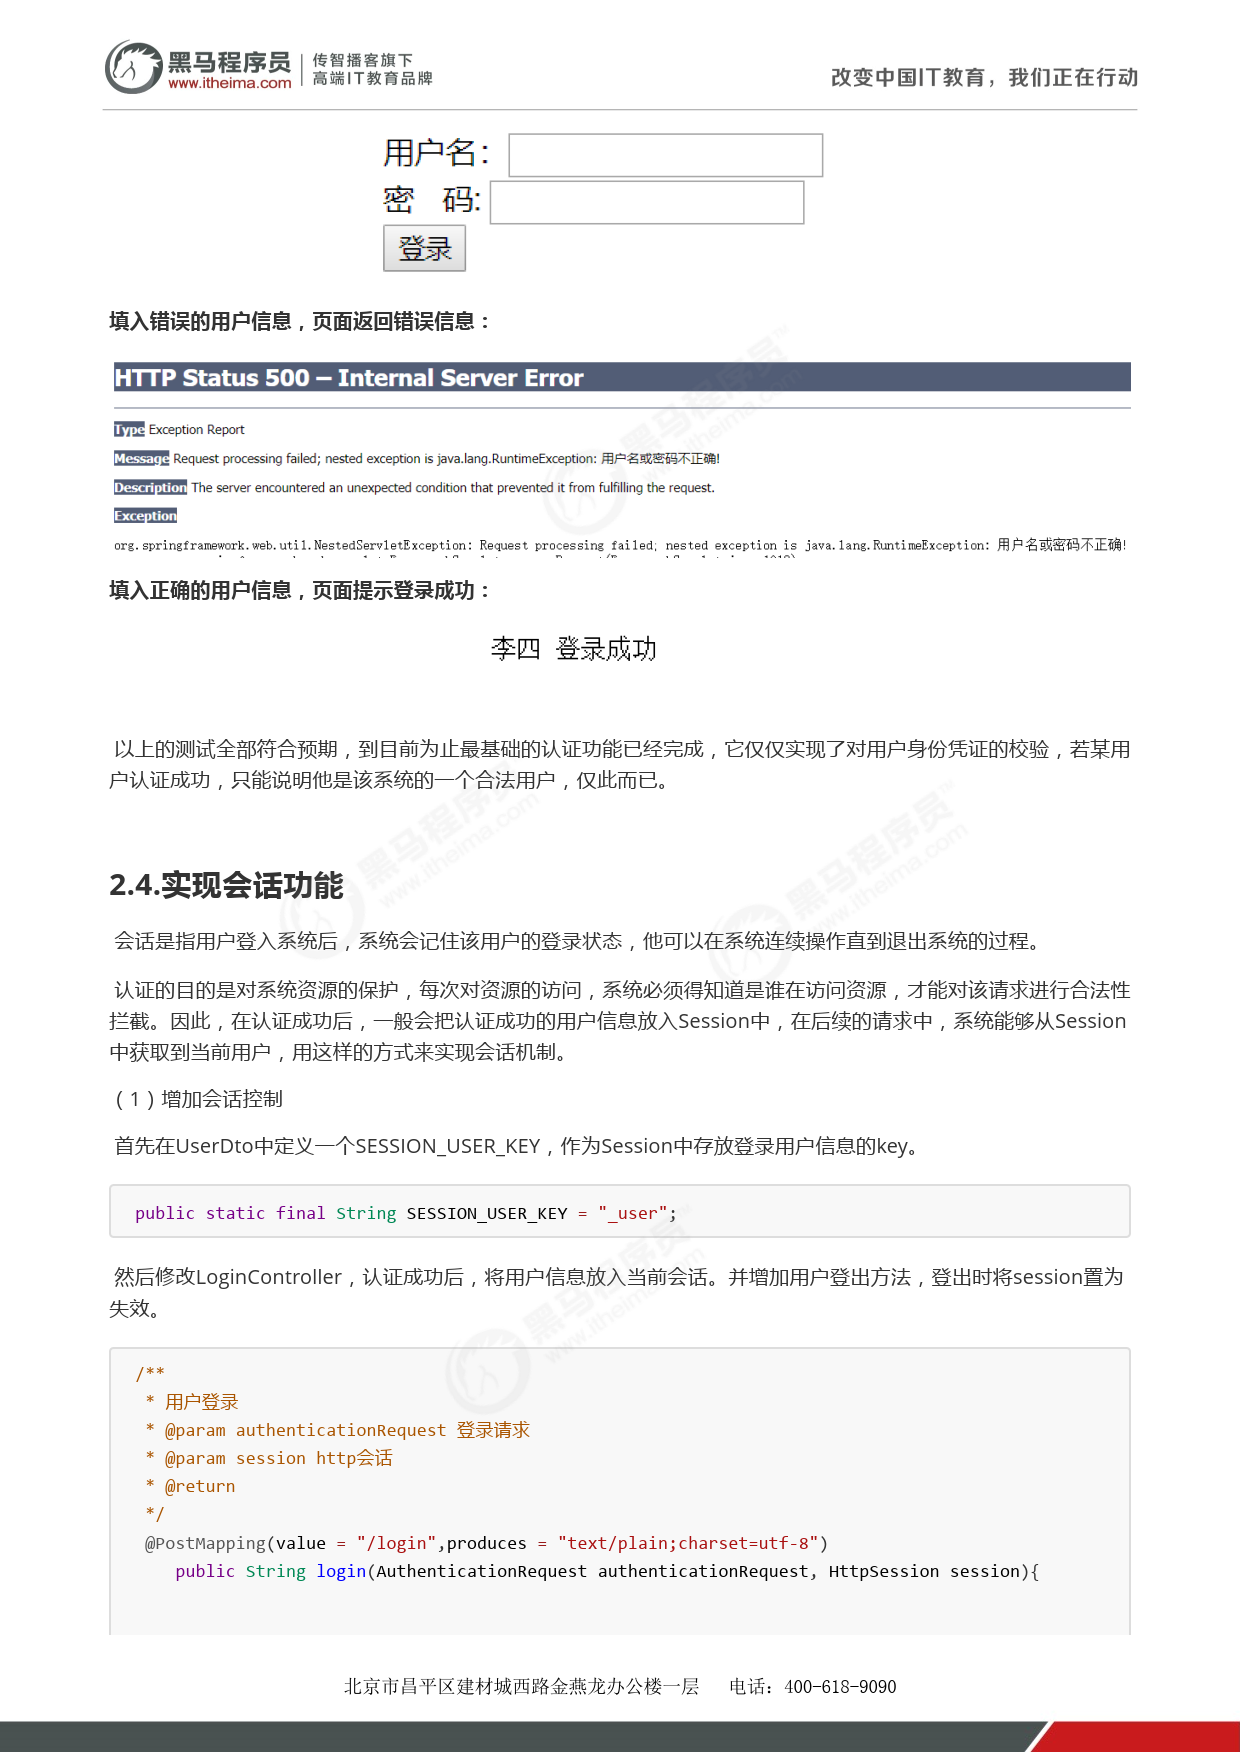 黑马程序员
www.itheima.com
传智播客旗下
高端IT教育品牌
改变中国IT教育，我们正在行动
用户名：
密 码:
登录
填入错误的用户信息，页面返回错误信息：
HTTP Status 500 – Internal Server Error
Type Exception Report
Message Request processing failed; nested exception is java.lang.RuntimeException: 用户名或密码不正确!
Description The server encountered an unexpected condition that prevented it from fulfilling the request.
Exception
org.springframework.web.util.NestedServletException: Request processing failed; nested exception is java.lang.RuntimeException: 用户名或密码不正确!
填入正确的用户信息，页面提示登录成功：
李四 登录成功
以上的测试全部符合预期，到目前为止最基础的认证功能已经完成，它仅仅实现了对用户身份凭证的校验，若某用
户认证成功，只能说明他是该系统的一个合法用户，仅此而已。
2.4.实现会话功能
会话是指用户登入系统后，系统会记住该用户的登录状态，他可以在系统连续操作直到退出系统的过程。
认证的目的是对系统资源的保护，每次对资源的访问，系统必须得知道是谁在访问资源，才能对该请求进行合法性
拦截。因此，在认证成功后，一般会把认证成功的用户信息放入Session中，在后续的请求中，系统能够从Session
中获取到当前用户，用这样的方式来实现会话机制。
（1）增加会话控制
首先在UserDto中定义一个SESSION_USER_KEY，作为Session中存放登录用户信息的key。
public static final String SESSION_USER_KEY = "_user";
然后修改LoginController，认证成功后，将用户信息放入当前会话。并增加用户登出方法，登出时将session置为
失效。
/**
* 用户登录
* @param authenticationRequest 登录请求
* @param session http会话
* @return
*/
@PostMapping(value = "/login",produces = "text/plain;charset=utf-8")
public String login(AuthenticationRequest authenticationRequest, HttpSession session){
北京市昌平区建材城西路金燕龙办公楼一层 电话：400-618-9090